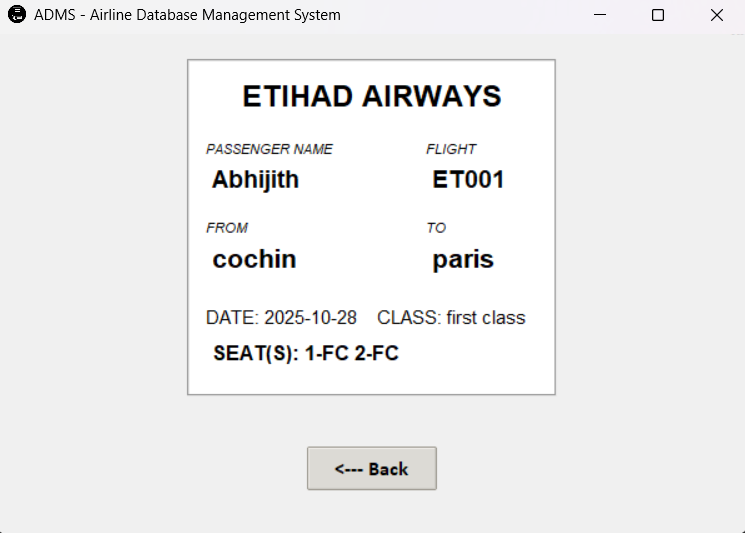 ADMS - Airline Database Management System
ETIHAD AIRWAYS
PASSENGER NAME FLIGHT
Abhijith ET001
FROM TO
cochin paris
DATE: 2025-10-28 CLASS: first class
SEAT(S): 1-FC 2-FC
<--- Back